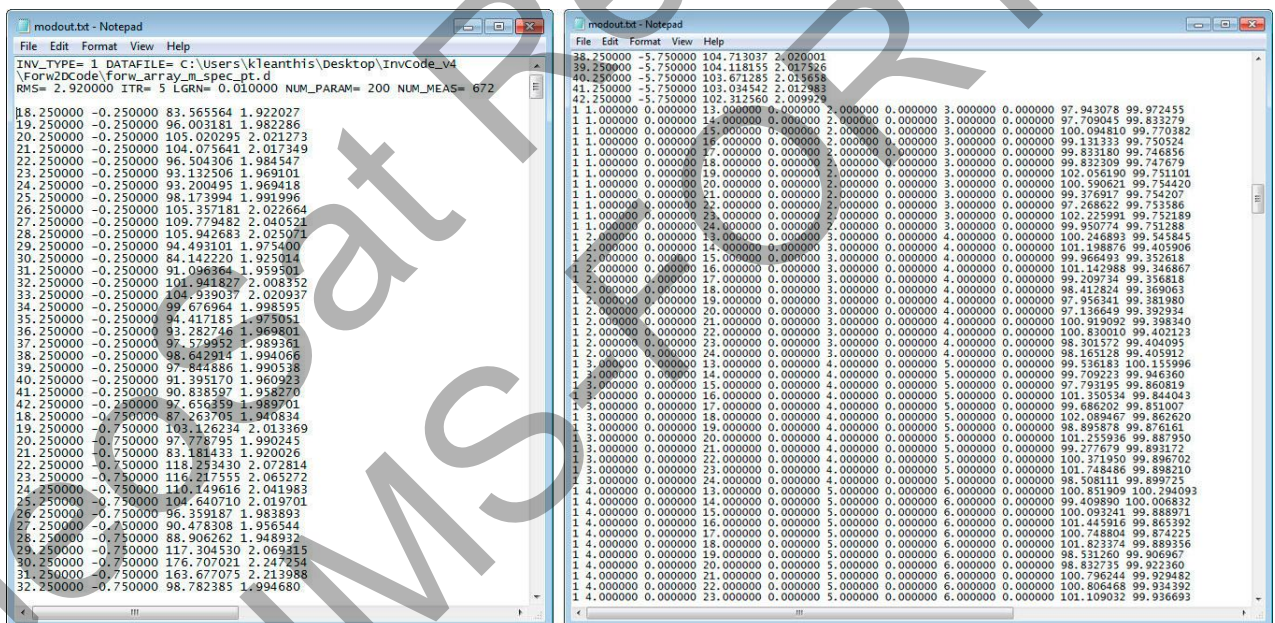 modout.txt - Notepad
File Edit Format View Help
INV_TYPE= 1 DATAFILE= C:\Users\kleanthis\Desktop\InvCode_v4
\Forw2DCode\forw_array_m_spec_pt.d
RMS= 2.920000 ITR= 5 LGRN= 0.010000 NUM_PARAM= 200 NUM_MEAS= 672
18.250000 -0.250000 83.565564 1.922027
19.250000 -0.250000 96.003181 1.982286
20.250000 -0.250000 105.020295 2.021273
21.250000 -0.250000 104.075641 2.017349
22.250000 -0.250000 96.504306 1.984547
23.250000 -0.250000 93.132506 1.969101
24.250000 -0.250000 93.200495 1.969418
25.250000 -0.250000 98.173994 1.991996
26.250000 -0.250000 105.357181 2.022664
27.250000 -0.250000 109.779482 2.040521
28.250000 -0.250000 105.942683 2.025071
29.250000 -0.250000 94.493101 1.975400
30.250000 -0.250000 84.142220 1.925014
31.250000 -0.250000 91.096364 1.959501
32.250000 -0.250000 101.941827 2.008352
33.250000 -0.250000 104.939037 2.020937
34.250000 -0.250000 99.676964 1.998595
35.250000 -0.250000 94.417185 1.975051
36.250000 -0.250000 93.282746 1.969801
37.250000 -0.250000 97.579952 1.989361
38.250000 -0.250000 98.642914 1.994066
39.250000 -0.250000 97.844886 1.990538
40.250000 -0.250000 91.395170 1.960923
41.250000 -0.250000 90.838597 1.958270
42.250000 -0.250000 97.656359 1.989701
18.250000 -0.750000 87.263705 1.940834
19.250000 -0.750000 103.126234 2.013369
20.250000 -0.750000 97.778795 1.990245
21.250000 -0.750000 83.181433 1.920026
22.250000 -0.750000 118.253430 2.072814
23.250000 -0.750000 116.217555 2.065272
24.250000 -0.750000 110.149616 2.041983
25.250000 -0.750000 104.640710 2.019701
26.250000 -0.750000 96.359187 1.983893
27.250000 -0.750000 90.478308 1.956544
28.250000 -0.750000 88.906262 1.948932
29.250000 -0.750000 117.304530 2.069315
30.250000 -0.750000 176.707021 2.247254
31.250000 -0.750000 163.677075 2.213988
32.250000 -0.750000 98.782385 1.994680
modout.txt - Notepad
File Edit Format View Help
38.250000 -5.750000 104.713037 2.020001
39.250000 -5.750000 104.118155 2.017526
40.250000 -5.750000 103.671285 2.015658
41.250000 -5.750000 103.034542 2.012983
42.250000 -5.750000 102.312560 2.009929
1 1.000000 0.000000 13.000000 0.000000 2.000000 0.000000 3.000000 0.000000 97.943078 99.972455
1 1.000000 0.000000 14.000000 0.000000 2.000000 0.000000 3.000000 0.000000 97.709045 99.833279
1 1.000000 0.000000 15.000000 0.000000 2.000000 0.000000 3.000000 0.000000 100.094810 99.770382
1 1.000000 0.000000 16.000000 0.000000 2.000000 0.000000 3.000000 0.000000 99.131333 99.750524
1 1.000000 0.000000 17.000000 0.000000 2.000000 0.000000 3.000000 0.000000 99.833180 99.746856
1 1.000000 0.000000 18.000000 0.000000 2.000000 0.000000 3.000000 0.000000 99.832309 99.747679
1 1.000000 0.000000 19.000000 0.000000 2.000000 0.000000 3.000000 0.000000 102.056190 99.751101
1 1.000000 0.000000 20.000000 0.000000 2.000000 0.000000 3.000000 0.000000 100.590621 99.754420
1 1.000000 0.000000 21.000000 0.000000 2.000000 0.000000 3.000000 0.000000 99.376917 99.754207
1 1.000000 0.000000 22.000000 0.000000 2.000000 0.000000 3.000000 0.000000 97.268622 99.753586
1 1.000000 0.000000 23.000000 0.000000 2.000000 0.000000 3.000000 0.000000 102.225991 99.752189
1 1.000000 0.000000 24.000000 0.000000 2.000000 0.000000 3.000000 0.000000 99.950774 99.751288
1 2.000000 0.000000 13.000000 0.000000 3.000000 0.000000 4.000000 0.000000 100.246893 99.545845
1 2.000000 0.000000 14.000000 0.000000 3.000000 0.000000 4.000000 0.000000 101.198876 99.405906
1 2.000000 0.000000 15.000000 0.000000 3.000000 0.000000 4.000000 0.000000 99.966493 99.352618
1 2.000000 0.000000 16.000000 0.000000 3.000000 0.000000 4.000000 0.000000 101.142988 99.346867
1 2.000000 0.000000 17.000000 0.000000 3.000000 0.000000 4.000000 0.000000 99.209734 99.356818
1 2.000000 0.000000 18.000000 0.000000 3.000000 0.000000 4.000000 0.000000 98.412824 99.369963
1 2.000000 0.000000 19.000000 0.000000 3.000000 0.000000 4.000000 0.000000 97.956341 99.381980
1 2.000000 0.000000 20.000000 0.000000 3.000000 0.000000 4.000000 0.000000 97.136649 99.392934
1 2.000000 0.000000 21.000000 0.000000 3.000000 0.000000 4.000000 0.000000 100.919092 99.398340
1 2.000000 0.000000 22.000000 0.000000 3.000000 0.000000 4.000000 0.000000 100.830010 99.402123
1 2.000000 0.000000 23.000000 0.000000 3.000000 0.000000 4.000000 0.000000 98.301572 99.404095
1 2.000000 0.000000 24.000000 0.000000 3.000000 0.000000 4.000000 0.000000 98.165128 99.405912
1 3.000000 0.000000 13.000000 0.000000 4.000000 0.000000 5.000000 0.000000 99.536183 100.155996
1 3.000000 0.000000 14.000000 0.000000 4.000000 0.000000 5.000000 0.000000 99.709223 99.946360
1 3.000000 0.000000 15.000000 0.000000 4.000000 0.000000 5.000000 0.000000 97.793195 99.860819
1 3.000000 0.000000 16.000000 0.000000 4.000000 0.000000 5.000000 0.000000 101.350534 99.844043
1 3.000000 0.000000 17.000000 0.000000 4.000000 0.000000 5.000000 0.000000 99.686202 99.851007
1 3.000000 0.000000 18.000000 0.000000 4.000000 0.000000 5.000000 0.000000 102.089467 99.862620
1 3.000000 0.000000 19.000000 0.000000 4.000000 0.000000 5.000000 0.000000 98.895878 99.876161
1 3.000000 0.000000 20.000000 0.000000 4.000000 0.000000 5.000000 0.000000 101.255936 99.887950
1 3.000000 0.000000 21.000000 0.000000 4.000000 0.000000 5.000000 0.000000 99.277679 99.893172
1 3.000000 0.000000 22.000000 0.000000 4.000000 0.000000 5.000000 0.000000 100.371950 99.896702
1 3.000000 0.000000 23.000000 0.000000 4.000000 0.000000 5.000000 0.000000 101.748486 99.898210
1 3.000000 0.000000 24.000000 0.000000 4.000000 0.000000 5.000000 0.000000 98.508111 99.899725
1 4.000000 0.000000 13.000000 0.000000 5.000000 0.000000 6.000000 0.000000 100.851909 100.294093
1 4.000000 0.000000 14.000000 0.000000 5.000000 0.000000 6.000000 0.000000 99.409890 100.006832
1 4.000000 0.000000 15.000000 0.000000 5.000000 0.000000 6.000000 0.000000 100.093241 99.888971
1 4.000000 0.000000 16.000000 0.000000 5.000000 0.000000 6.000000 0.000000 101.445916 99.865392
1 4.000000 0.000000 17.000000 0.000000 5.000000 0.000000 6.000000 0.000000 100.748804 99.874225
1 4.000000 0.000000 18.000000 0.000000 5.000000 0.000000 6.000000 0.000000 101.823374 99.889356
1 4.000000 0.000000 19.000000 0.000000 5.000000 0.000000 6.000000 0.000000 98.531260 99.906967
1 4.000000 0.000000 20.000000 0.000000 5.000000 0.000000 6.000000 0.000000 98.832735 99.922360
1 4.000000 0.000000 21.000000 0.000000 5.000000 0.000000 6.000000 0.000000 100.796244 99.929482
1 4.000000 0.000000 22.000000 0.000000 5.000000 0.000000 6.000000 0.000000 100.806468 99.934392
1 4.000000 0.000000 23.000000 0.000000 5.000000 0.000000 6.000000 0.000000 101.109032 99.936693